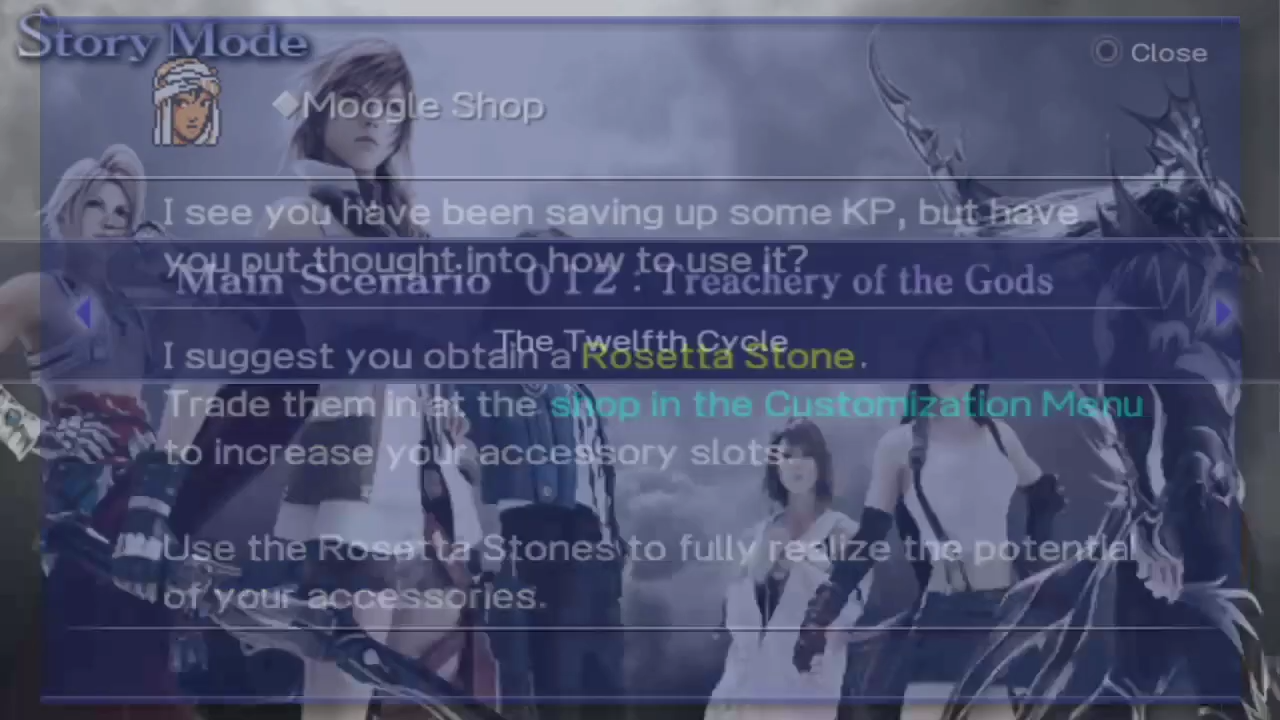 Story Mode
Close
◆Moogle Shop
I see you have been saving up some KP, but have
you put thought into how to use it?
Main Scenario 012 : Treachery of the Gods
The Twelfth Cycle
I suggest you obtain a Rosetta Stone.
Trade them in at the shop in the Customization Menu
to increase your accessory slots.
Use the Rosetta Stones to fully realize the potential
of your accessories.